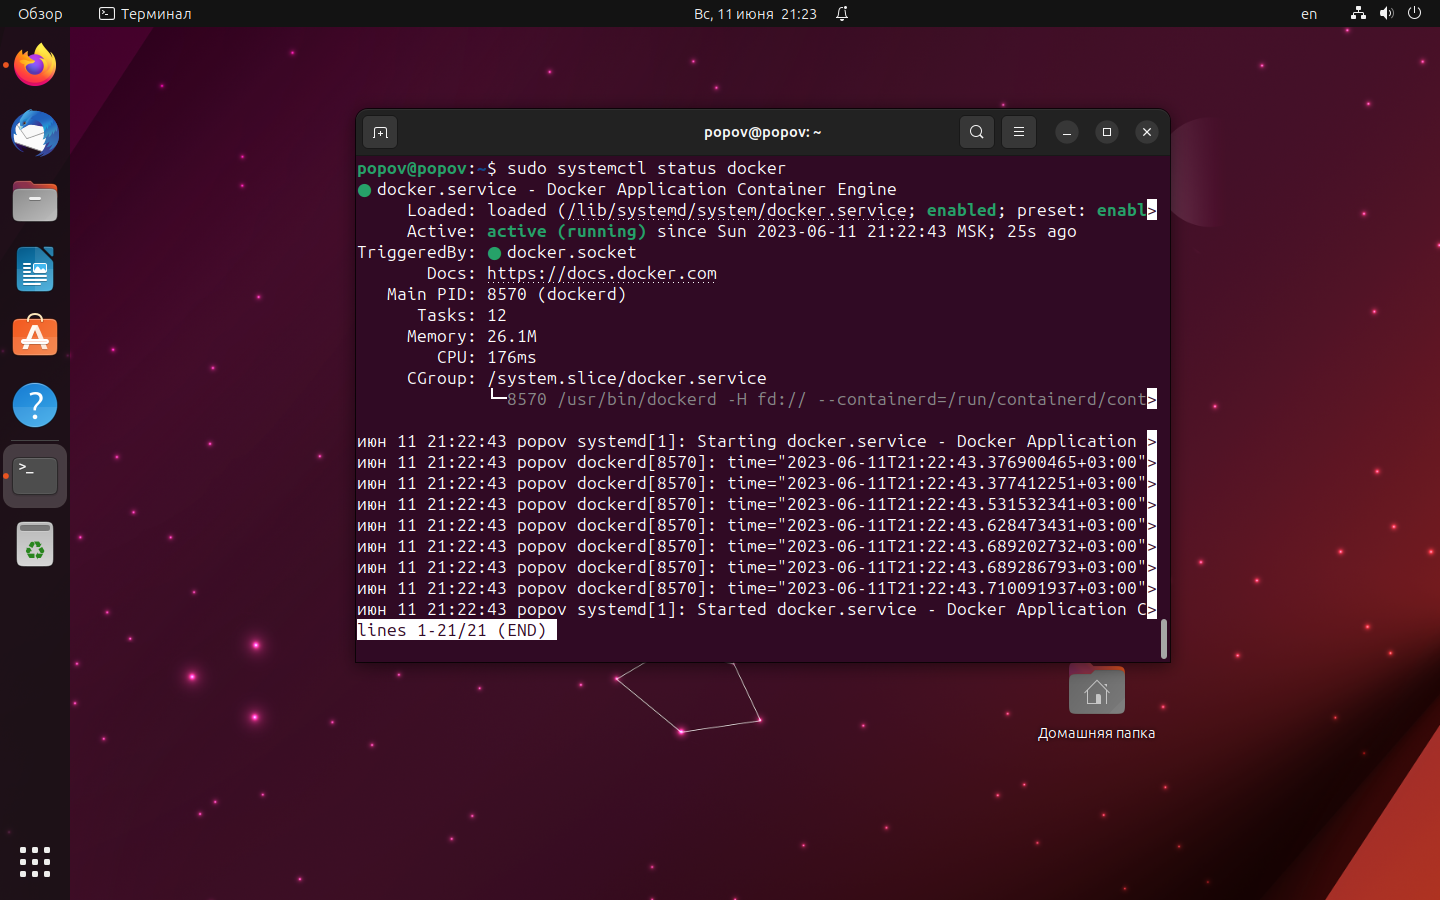 Обзор
Терминал
Вс, 11 июня 21:23
en
popov@popov: ~
popov@popov:~$ sudo systemctl status docker
● docker.service - Docker Application Container Engine
Loaded: loaded (/lib/systemd/system/docker.service; enabled; preset: enabl>
Active: active (running) since Sun 2023-06-11 21:22:43 MSK; 25s ago
TriggeredBy: ● docker.socket
Docs: https://docs.docker.com
Main PID: 8570 (dockerd)
Tasks: 12
Memory: 26.1M
CPU: 176ms
CGroup: /system.slice/docker.service
└─8570 /usr/bin/dockerd -H fd:// --containerd=/run/containerd/cont>
июн 11 21:22:43 popov systemd[1]: Starting docker.service - Docker Application >
июн 11 21:22:43 popov dockerd[8570]: time="2023-06-11T21:22:43.376900465+03:00">
июн 11 21:22:43 popov dockerd[8570]: time="2023-06-11T21:22:43.377412251+03:00">
июн 11 21:22:43 popov dockerd[8570]: time="2023-06-11T21:22:43.531532341+03:00">
июн 11 21:22:43 popov dockerd[8570]: time="2023-06-11T21:22:43.628473431+03:00">
июн 11 21:22:43 popov dockerd[8570]: time="2023-06-11T21:22:43.689202732+03:00">
июн 11 21:22:43 popov dockerd[8570]: time="2023-06-11T21:22:43.689286793+03:00">
июн 11 21:22:43 popov dockerd[8570]: time="2023-06-11T21:22:43.710091937+03:00">
июн 11 21:22:43 popov systemd[1]: Started docker.service - Docker Application C>
lines 1-21/21 (END)
Домашняя папка